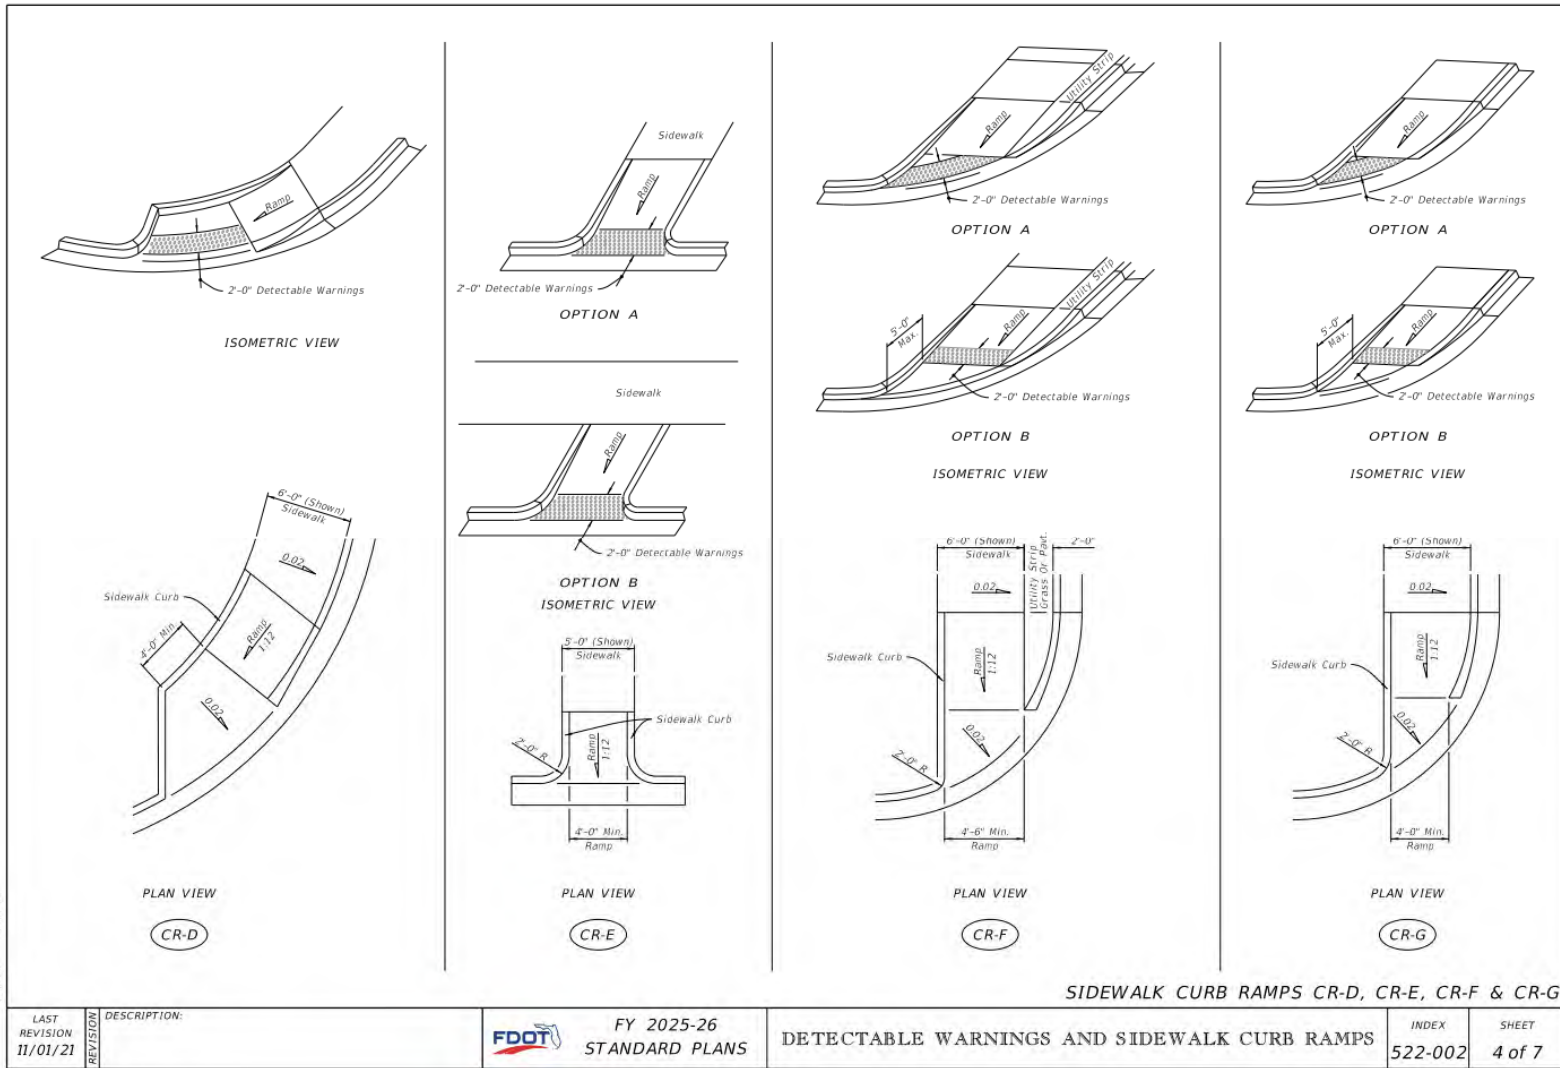 Ramp
2'-0" Detectable Warnings
ISOMETRIC VIEW
6'-0" (Shown)
Sidewalk
0.02
Sidewalk Curb
4'-0" Min.
Ramp
1:12
0.02
PLAN VIEW
CR-D
Sidewalk
Ramp
2'-0" Detectable Warnings
OPTION A
Sidewalk
Ramp
2'-0" Detectable Warnings
OPTION B
ISOMETRIC VIEW
5'-0" (Shown)
Sidewalk
Sidewalk Curb
2'-0" R
Ramp
1:12
4'-0" Min.
Ramp
PLAN VIEW
CR-E
Utility Strip
Ramp
2'-0" Detectable Warnings
OPTION A
Utility Strip
5'-0"
Max.
Ramp
2'-0" Detectable Warnings
OPTION B
ISOMETRIC VIEW
6'-0" (Shown)
Sidewalk
Utility Strip
Grass Or Pavt.
2'-0"
0.02
Sidewalk Curb
Ramp
1:12
0.02
2'-0" R
4'-6" Min.
Ramp
PLAN VIEW
CR-F
Ramp
2'-0" Detectable Warnings
OPTION A
5'-0"
Max.
Ramp
2'-0" Detectable Warnings
OPTION B
ISOMETRIC VIEW
6'-0" (Shown)
Sidewalk
0.02
Ramp
1:12
Sidewalk Curb
0.02
2'-0" R
4'-0" Min.
Ramp
PLAN VIEW
CR-G
SIDEWALK CURB RAMPS CR-D, CR-E, CR-F & CR-G
LAST
REVISION
11/01/21
REVISION
DESCRIPTION:
FDOT
FY 2025-26
STANDARD PLANS
DETECTABLE WARNINGS AND SIDEWALK CURB RAMPS
INDEX
522-002
SHEET
4 of 7